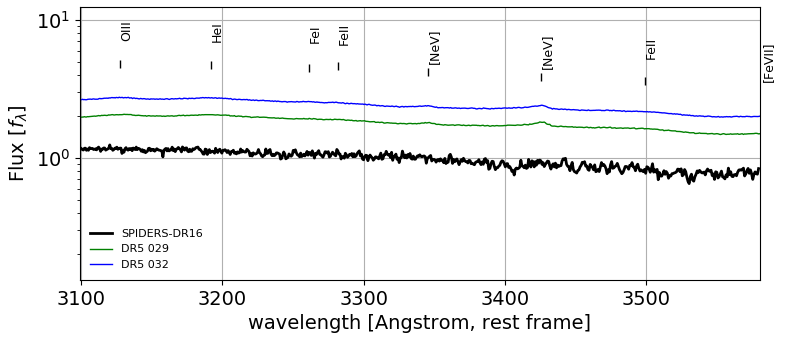 Flux [fλ]
10¹
10⁰
OIII
HeI
FeI
FeII
[NeV]
[NeV]
FeII
[FeVII]
SPIDERS-DR16
DR5 029
DR5 032
3100
3200
3300
3400
3500
wavelength [Angstrom, rest frame]